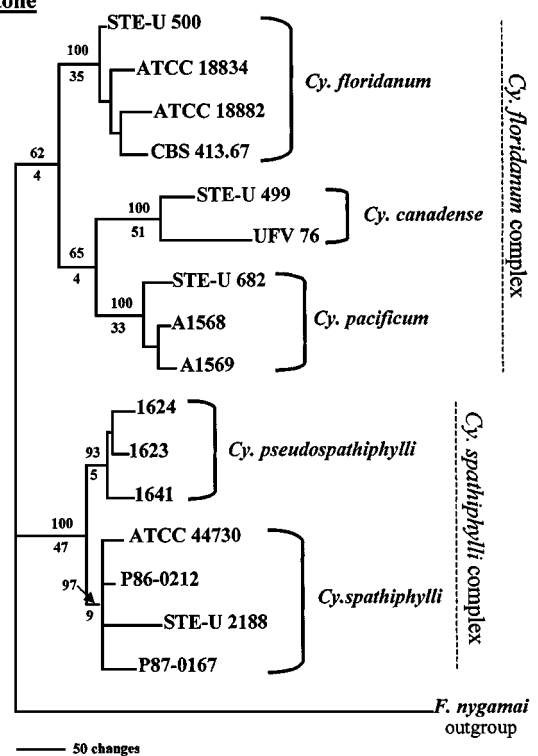 STE-U 500
100
35
ATCC 18834
Cy. floridanum
ATCC 18882
CBS 413.67
62
4
STE-U 499
100
51
Cy. canadense
UFV 76
65
4
STE-U 682
100
33
A1568
Cy. pacificum
A1569
Cy. floridanum complex
1624
93
5
1623
Cy. pseudospathiphylli
1641
100
47
ATCC 44730
97
9
P86-0212
Cy.spathiphylli
STE-U 2188
P87-0167
Cy. spathiphylli complex
F. nygamai
outgroup
50 changes